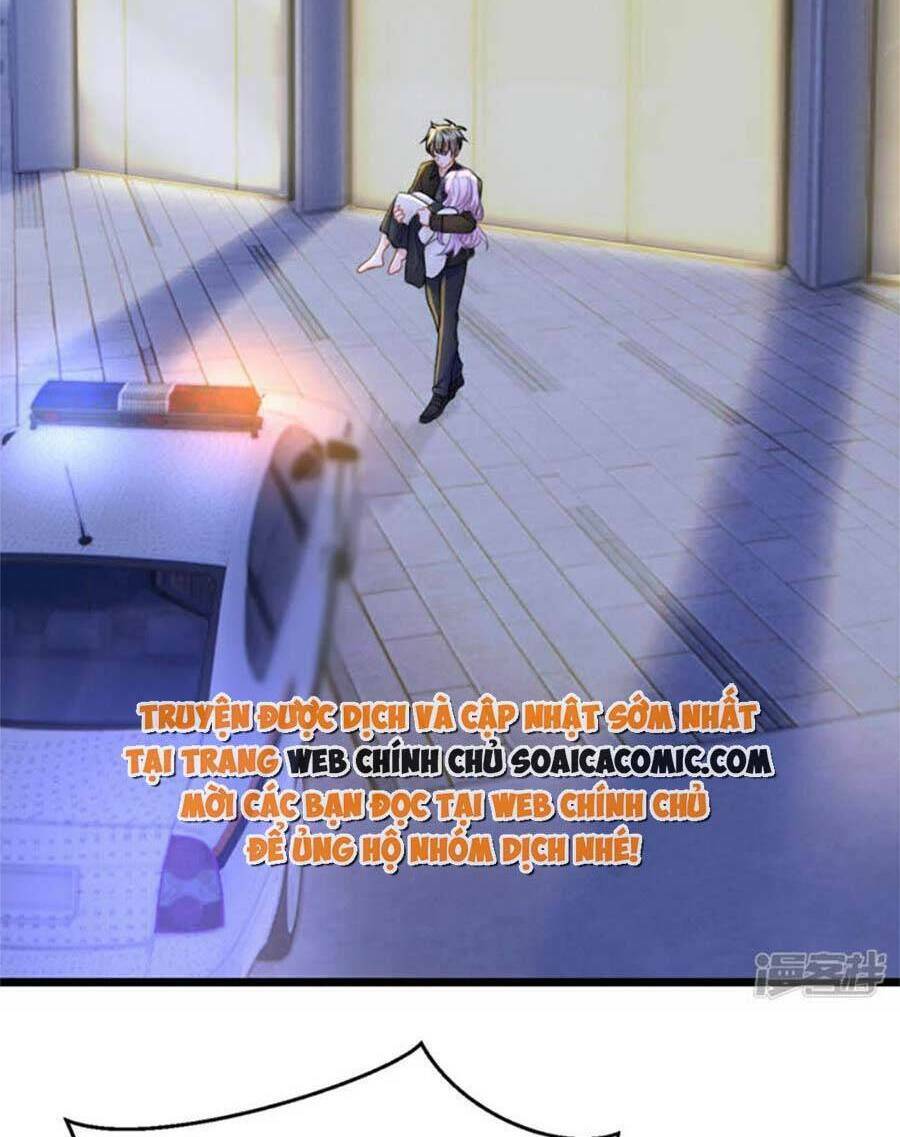 TRUYỆN ĐƯỢC DỊCH VÀ CẬP NHẬT SỚM NHẤT
TẠI TRANG WEB CHÍNH CHỦ SOAICACOMIC.COM
MỜI CÁC BẠN ĐỌC TẠI WEB CHÍNH CHỦ
ĐỂ ỦNG HỘ NHÓM DỊCH NHÉ!
漫客栈